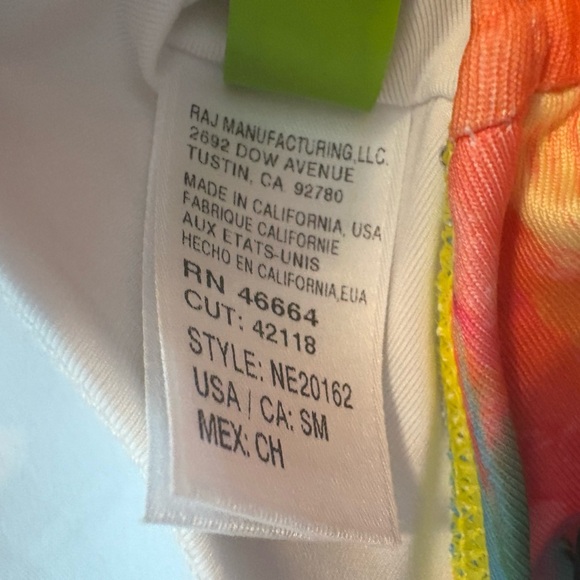 RAJ MANUFACTURING,LLC.
2692 DOW AVENUE
TUSTIN, CA 92780
MADE IN CALIFORNIA, USA
FABRIQUE CALIFORNIE
AUX ETATS-UNIS
HECHO EN CALIFORNIA,EUA
RN 46664
CUT: 42118
STYLE: NE20162
USA / CA: SM
MEX: CH